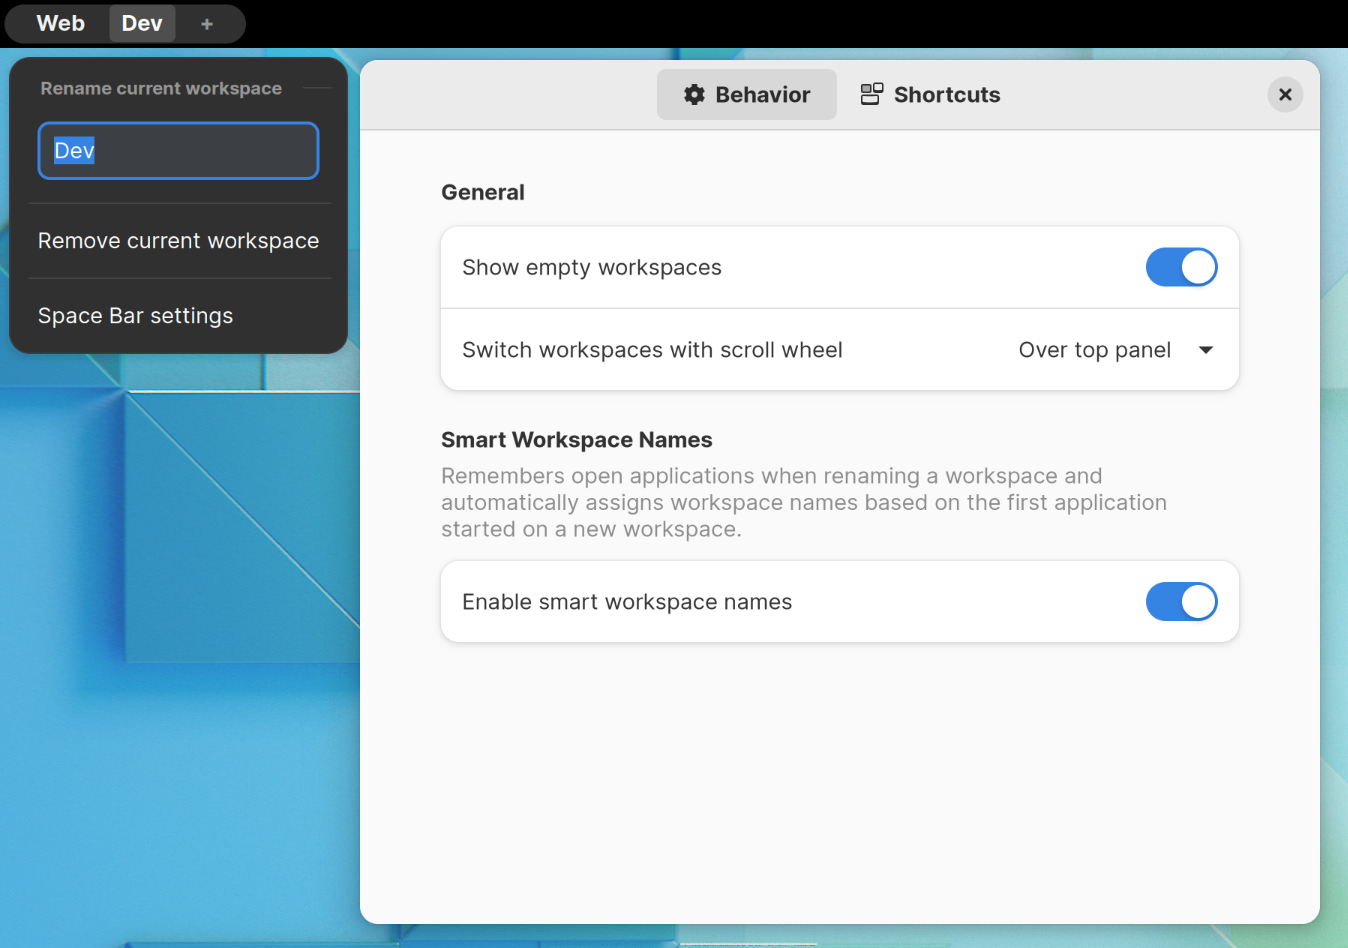 Web Dev +
Rename current workspace
Dev
Remove current workspace
Space Bar settings
Behavior Shortcuts
General
Show empty workspaces
Switch workspaces with scroll wheel Over top panel
Smart Workspace Names
Remembers open applications when renaming a workspace and
automatically assigns workspace names based on the first application
started on a new workspace.
Enable smart workspace names